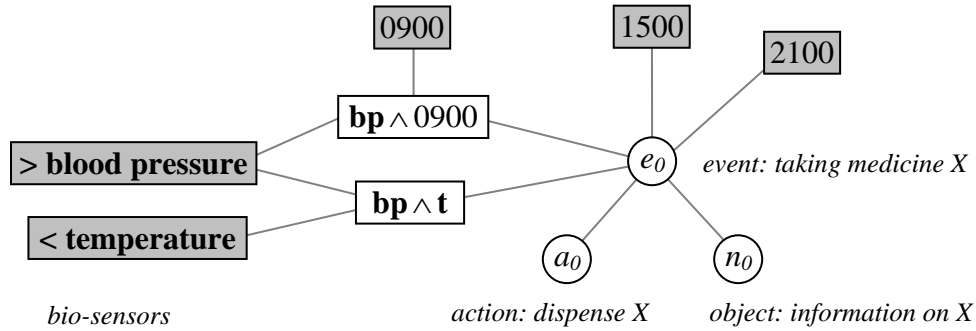 0900
1500
2100
bp ∧ 0900
> blood pressure
e0
event: taking medicine X
bp ∧ t
< temperature
a0
n0
bio-sensors
action: dispense X
object: information on X